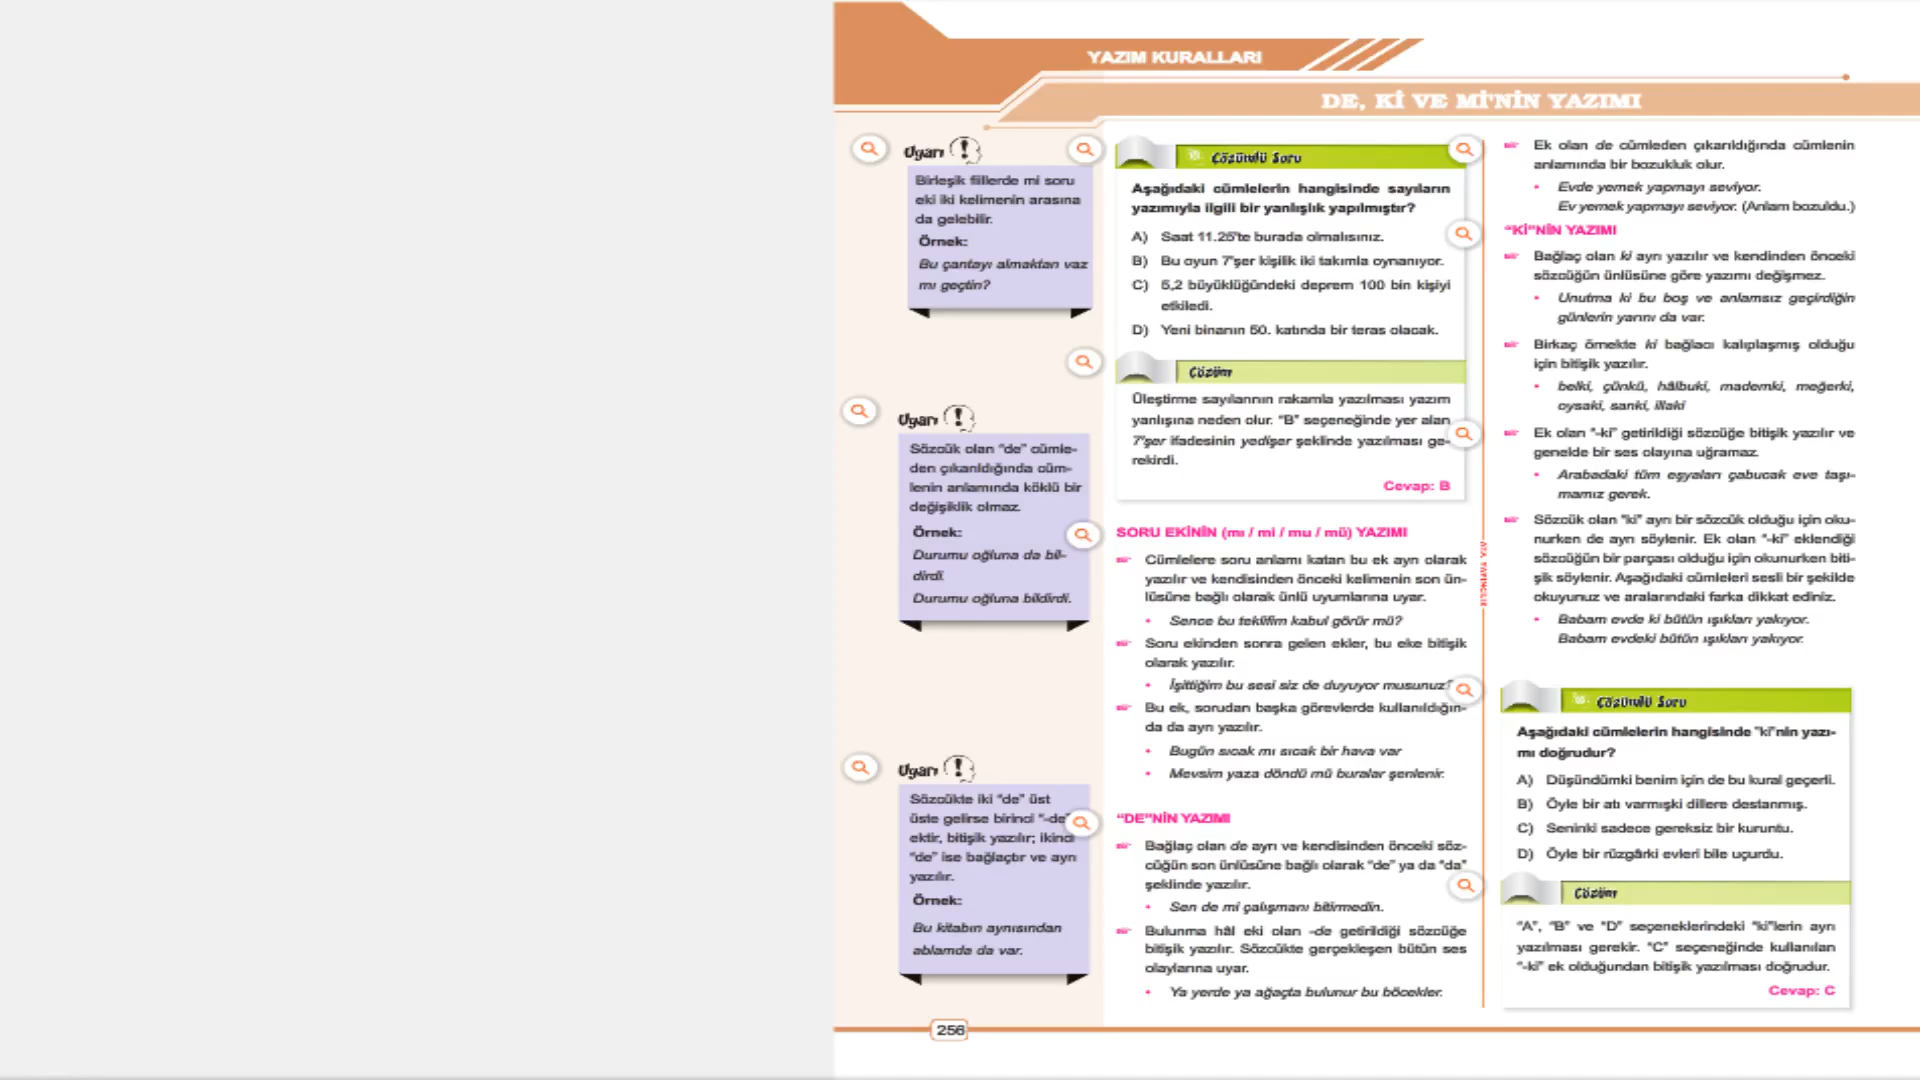 YAZIM KURALLARI
DE, Kİ VE Mİ'NİN YAZIMI
Uyarı
Birleşik fiillerde mi soru
eki iki kelimenin arasına
da gelebilir.
Örnek:
Bu çantayı almaktan vaz
mı geçtin?
Uyarı
Sözcük olan “de” cümle-
den çıkarıldığında cüm-
lenin anlamında köklü bir
değişiklik olmaz.
Örnek:
Durumu oğluna da bil-
dirdi.
Durumu oğluna bildirdi.
Uyarı
Sözcükte iki “de” üst
üste gelirse birinci “-de”
ektir, bitişik yazılır; ikinci
“de” ise bağlaçtır ve ayrı
yazılır.
Örnek:
Bu kitabın aynısından
ablamda da var.
Çözümlü Soru
Aşağıdaki cümlelerin hangisinde sayıların
yazımıyla ilgili bir yanlışlık yapılmıştır?
A) Saat 11.25'te burada olmalısınız.
B) Bu oyun 7'şer kişilik iki takımla oynanıyor.
C) 5,2 büyüklüğündeki deprem 100 bin kişiyi
etkiledi.
D) Yeni binanın 50. katında bir teras olacak.
Çözüm
Üleştirme sayılarının rakamla yazılması yazım
yanlışına neden olur. “B” seçeneğinde yer alan
7'şer ifadesinin yedişer şeklinde yazılması ge-
rekirdi.
Cevap: B
SORU EKİNİN (mı / mi / mu / mü) YAZIMI
Cümlelere soru anlamı katan bu ek ayrı olarak
yazılır ve kendisinden önceki kelimenin son ün-
lüsüne bağlı olarak ünlü uyumlarına uyar.
• Sence bu teklifim kabul görür mü?
Soru ekinden sonra gelen ekler, bu eke bitişik
olarak yazılır.
• İşittiğim bu sesi siz de duyuyor musunuz?
Bu ek, sorudan başka görevlerde kullanıldığın-
da da ayrı yazılır.
• Bugün sıcak mı sıcak bir hava var
• Mevsim yaza döndü mü buralar şenlenir.
“DE”NİN YAZIMI
Bağlaç olan de ayrı ve kendisinden önceki söz-
cüğün son ünlüsüne bağlı olarak “de” ya da “da”
şeklinde yazılır.
• Sen de mi çalışmanı bitirmedin.
Bulunma hâl eki olan -de getirildiği sözcüğe
bitişik yazılır. Sözcükte gerçekleşen bütün ses
olaylarına uyar.
• Ya yerde ya ağaçta bulunur bu böcekler.
ATA YAYINCILIK
Ek olan de cümleden çıkarıldığında cümlenin
anlamında bir bozukluk olur.
• Evde yemek yapmayı seviyor.
Ev yemek yapmayı seviyor. (Anlam bozuldu.)
“Kİ”NİN YAZIMI
Bağlaç olan ki ayrı yazılır ve kendinden önceki
sözcüğün ünlüsüne göre yazımı değişmez.
• Unutma ki bu boş ve anlamsız geçirdiğin
günlerin yarını da var.
Birkaç örnekte ki bağlacı kalıplaşmış olduğu
için bitişik yazılır.
• belki, çünkü, hâlbuki, mademki, meğerki,
oysaki, sanki, illaki
Ek olan “-ki” getirildiği sözcüğe bitişik yazılır ve
genelde bir ses olayına uğramaz.
• Arabadaki tüm eşyaları çabucak eve taşı-
mamız gerek.
Sözcük olan “ki” ayrı bir sözcük olduğu için oku-
nurken de ayrı söylenir. Ek olan “-ki” eklendiği
sözcüğün bir parçası olduğu için okunurken biti-
şik söylenir. Aşağıdaki cümleleri sesli bir şekilde
okuyunuz ve aralarındaki farka dikkat ediniz.
• Babam evde ki bütün ışıkları yakıyor.
Babam evdeki bütün ışıkları yakıyor.
Çözümlü Soru
Aşağıdaki cümlelerin hangisinde "ki"nin yazı-
mı doğrudur?
A) Düşündümki benim için de bu kural geçerli.
B) Öyle bir atı varmışki dillere destanmış.
C) Seninki sadece gereksiz bir kuruntu.
D) Öyle bir rüzgârki evleri bile uçurdu.
Çözüm
“A”, “B” ve “D” seçeneklerindeki “ki”lerin ayrı
yazılması gerekir. “C” seçeneğinde kullanılan
“-ki” ek olduğundan bitişik yazılması doğrudur.
Cevap: C
256